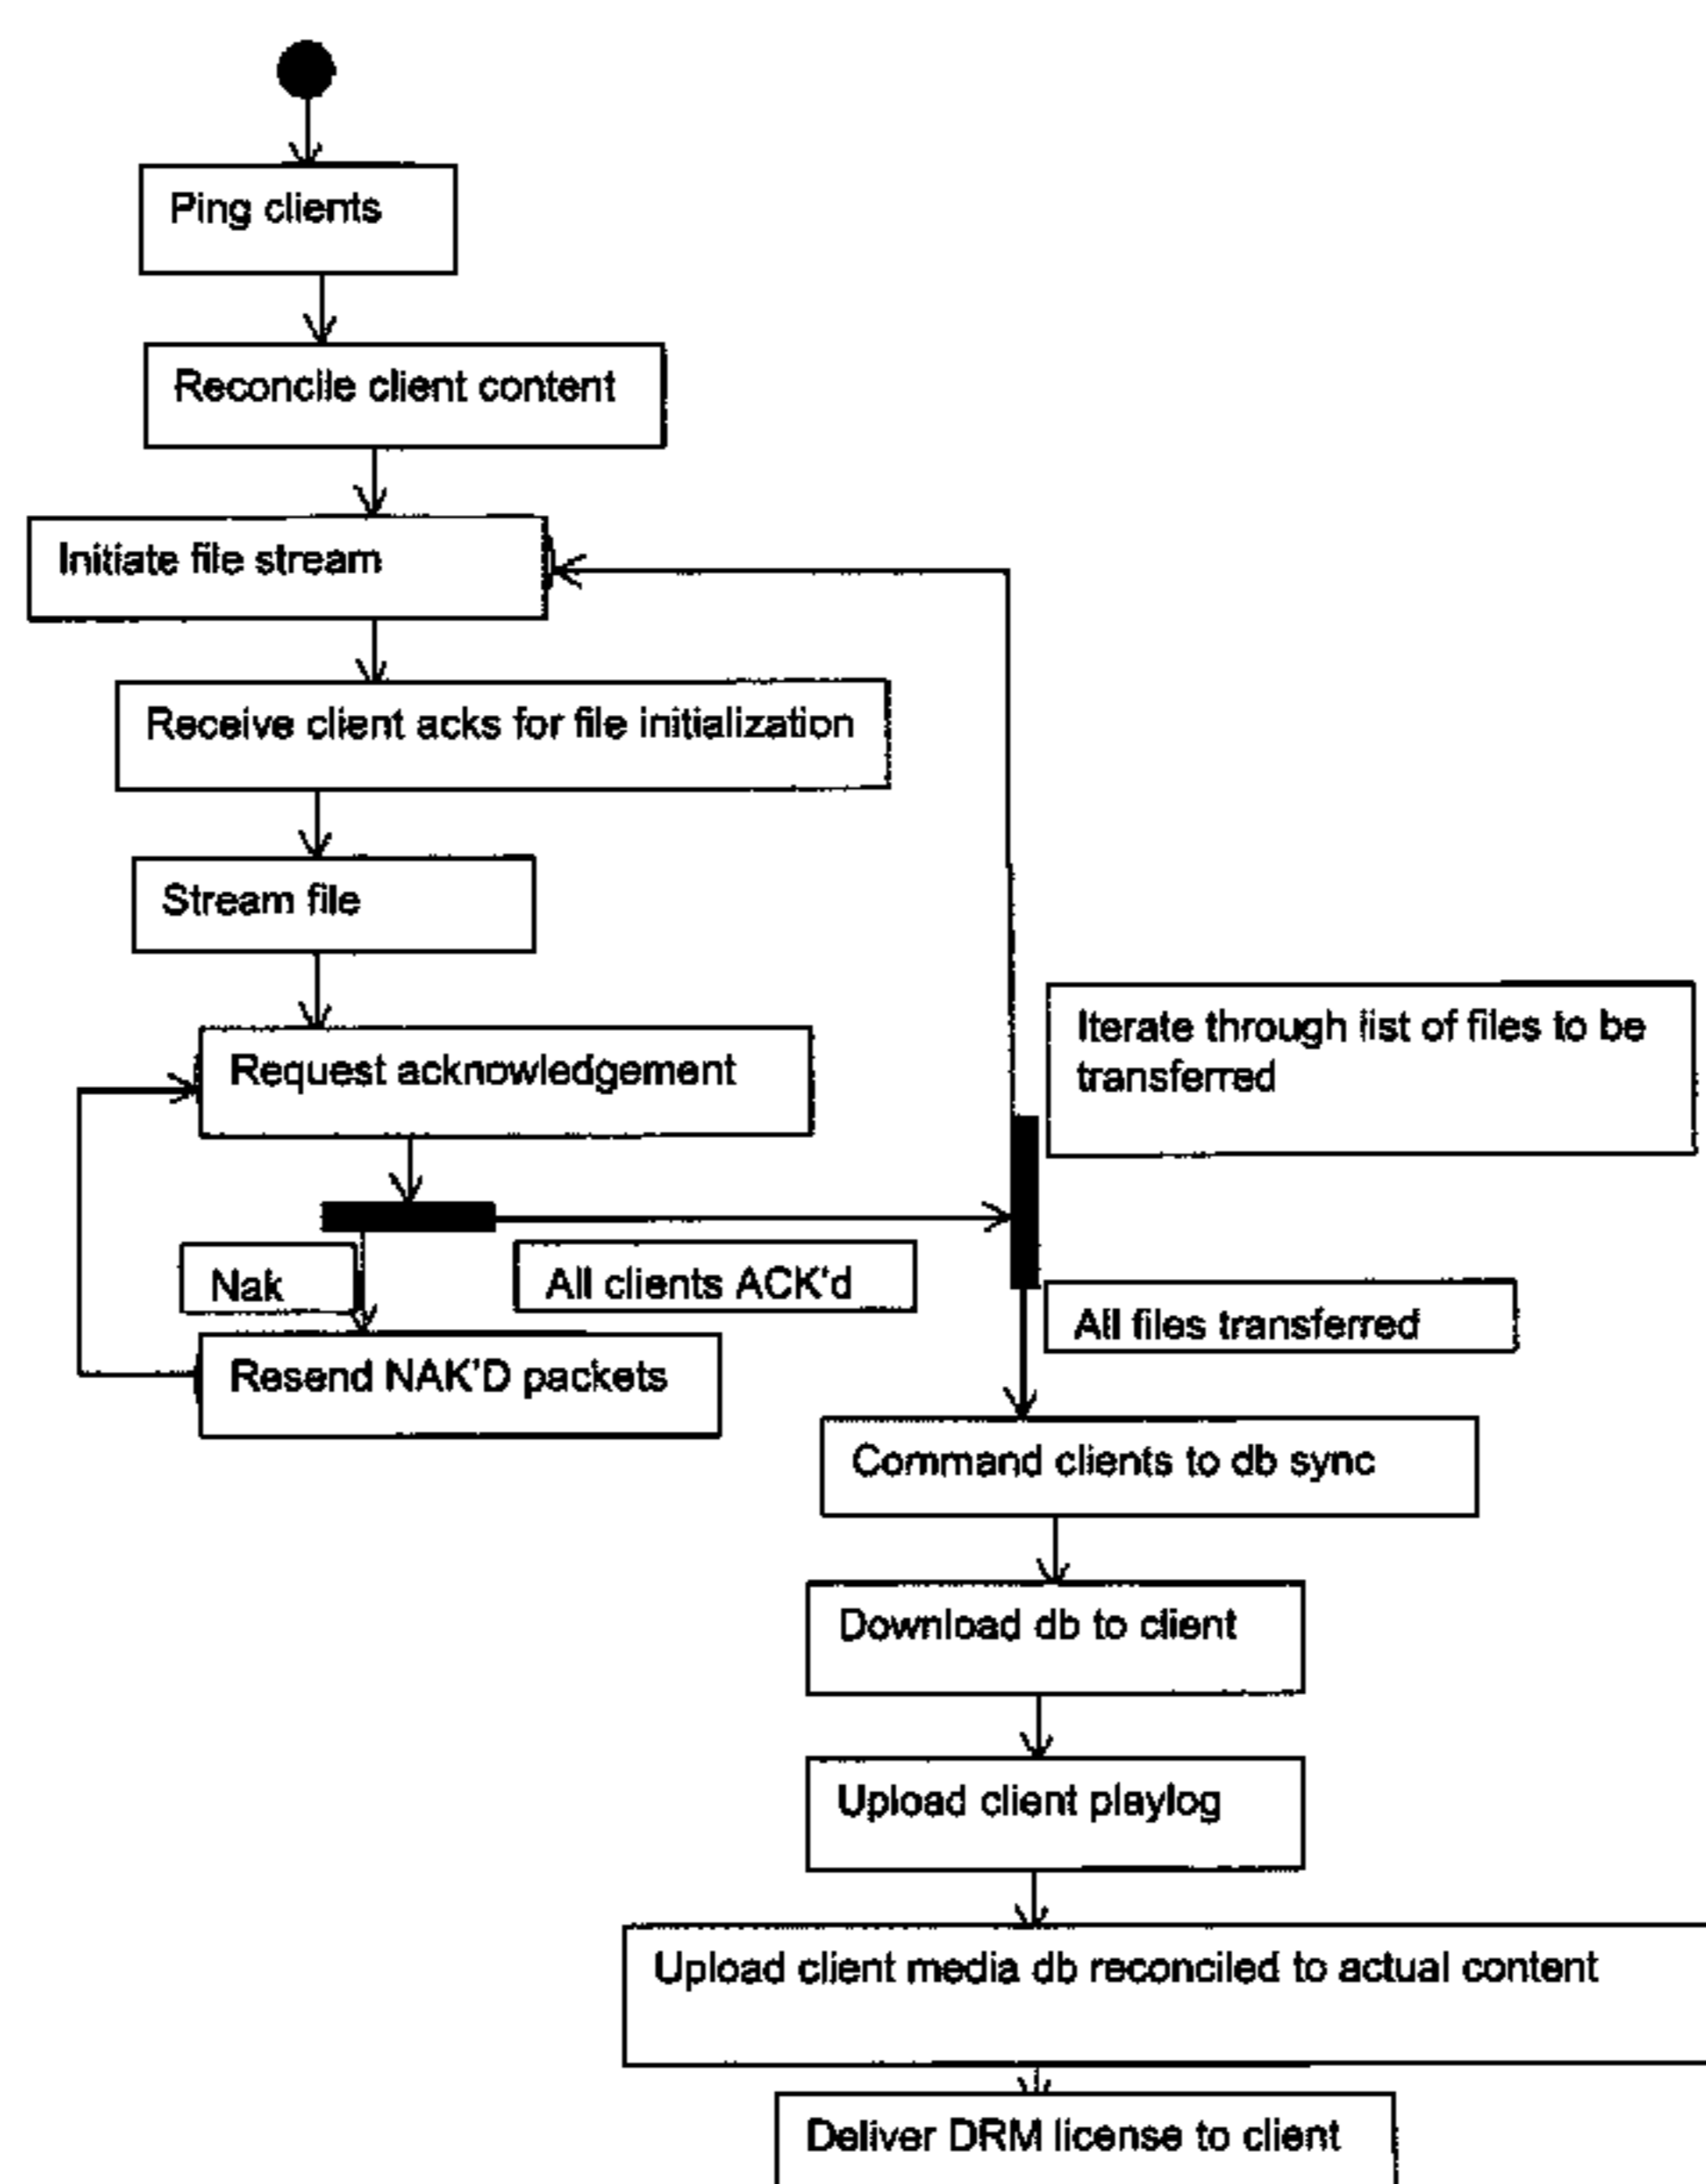 Ping clients
Reconcile client content
Initiate file stream
Receive client acks for file initialization
Stream file
Request acknowledgement
Iterate through list of files to be
transferred
Nak
All clients ACK'd
All files transferred
Resend NAK'D packets
Command clients to db sync
Download db to client
Upload client playlog
Upload client media db reconciled to actual content
Deliver DRM license to client